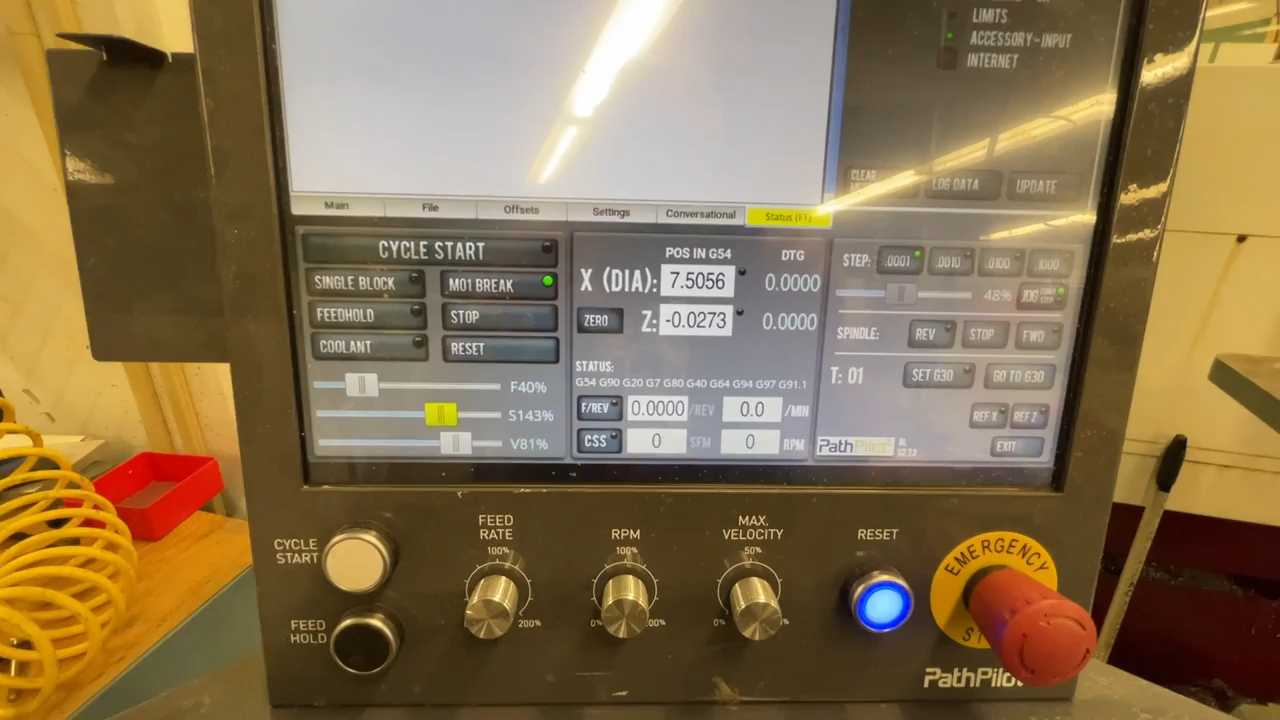 LIMITS
ACCESSORY-INPUT
INTERNET
CLEAR
LOG DATA
UPDATE
Main
File
Offsets
Settings
Conversational
Status (F1)
CYCLE START
SINGLE BLOCK
M01 BREAK
FEEDHOLD
STOP
COOLANT
RESET
F40%
S143%
V81%
POS IN G54
DTG
X (DIA):
7.5056
0.0000
ZERO
Z:
-0.0273
0.0000
STATUS:
G54 G90 G20 G7 G80 G40 G64 G94 G97 G91.1
F/REV
0.0000
/REV
0.0
/MIN
CSS
0
SFM
0
RPM
STEP:
.0001
.0010
.0100
.1000
48%
JOG
SPINDLE:
REV
STOP
FWD
T: 01
SET G30
GO TO G30
REF X
REF Z
PathPilot
EXIT
CYCLE
START
FEED
HOLD
FEED
RATE
100%
200%
RPM
100%
0%
MAX.
VELOCITY
50%
0%
RESET
EMERGENCY
PathPilot